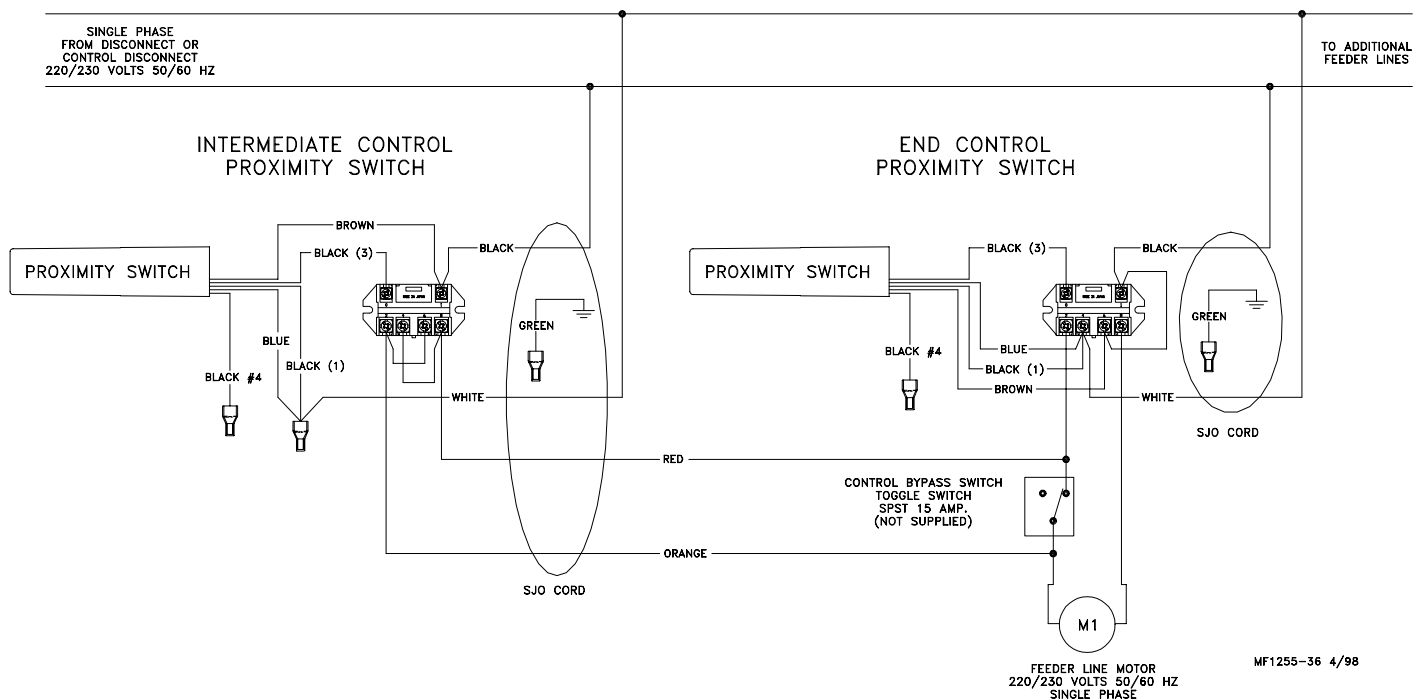 SINGLE PHASE
FROM DISCONNECT OR
CONTROL DISCONNECT
220/230 VOLTS 50/60 HZ
TO ADDITIONAL
FEEDER LINES
INTERMEDIATE CONTROL
PROXIMITY SWITCH
END CONTROL
PROXIMITY SWITCH
BROWN
BLACK (3)
BLACK
PROXIMITY SWITCH
MADE IN JAPAN
GREEN
BLUE
BLACK (1)
BLACK #4
WHITE
SJO CORD
BLACK (3)
BLACK
PROXIMITY SWITCH
GREEN
BLUE
BLACK #4
BLACK (1)
BROWN
WHITE
SJO CORD
RED
CONTROL BYPASS SWITCH
TOGGLE SWITCH
SPST 15 AMP.
(NOT SUPPLIED)
ORANGE
M1
FEEDER LINE MOTOR
220/230 VOLTS 50/60 HZ
SINGLE PHASE
MF1255-36 4/98